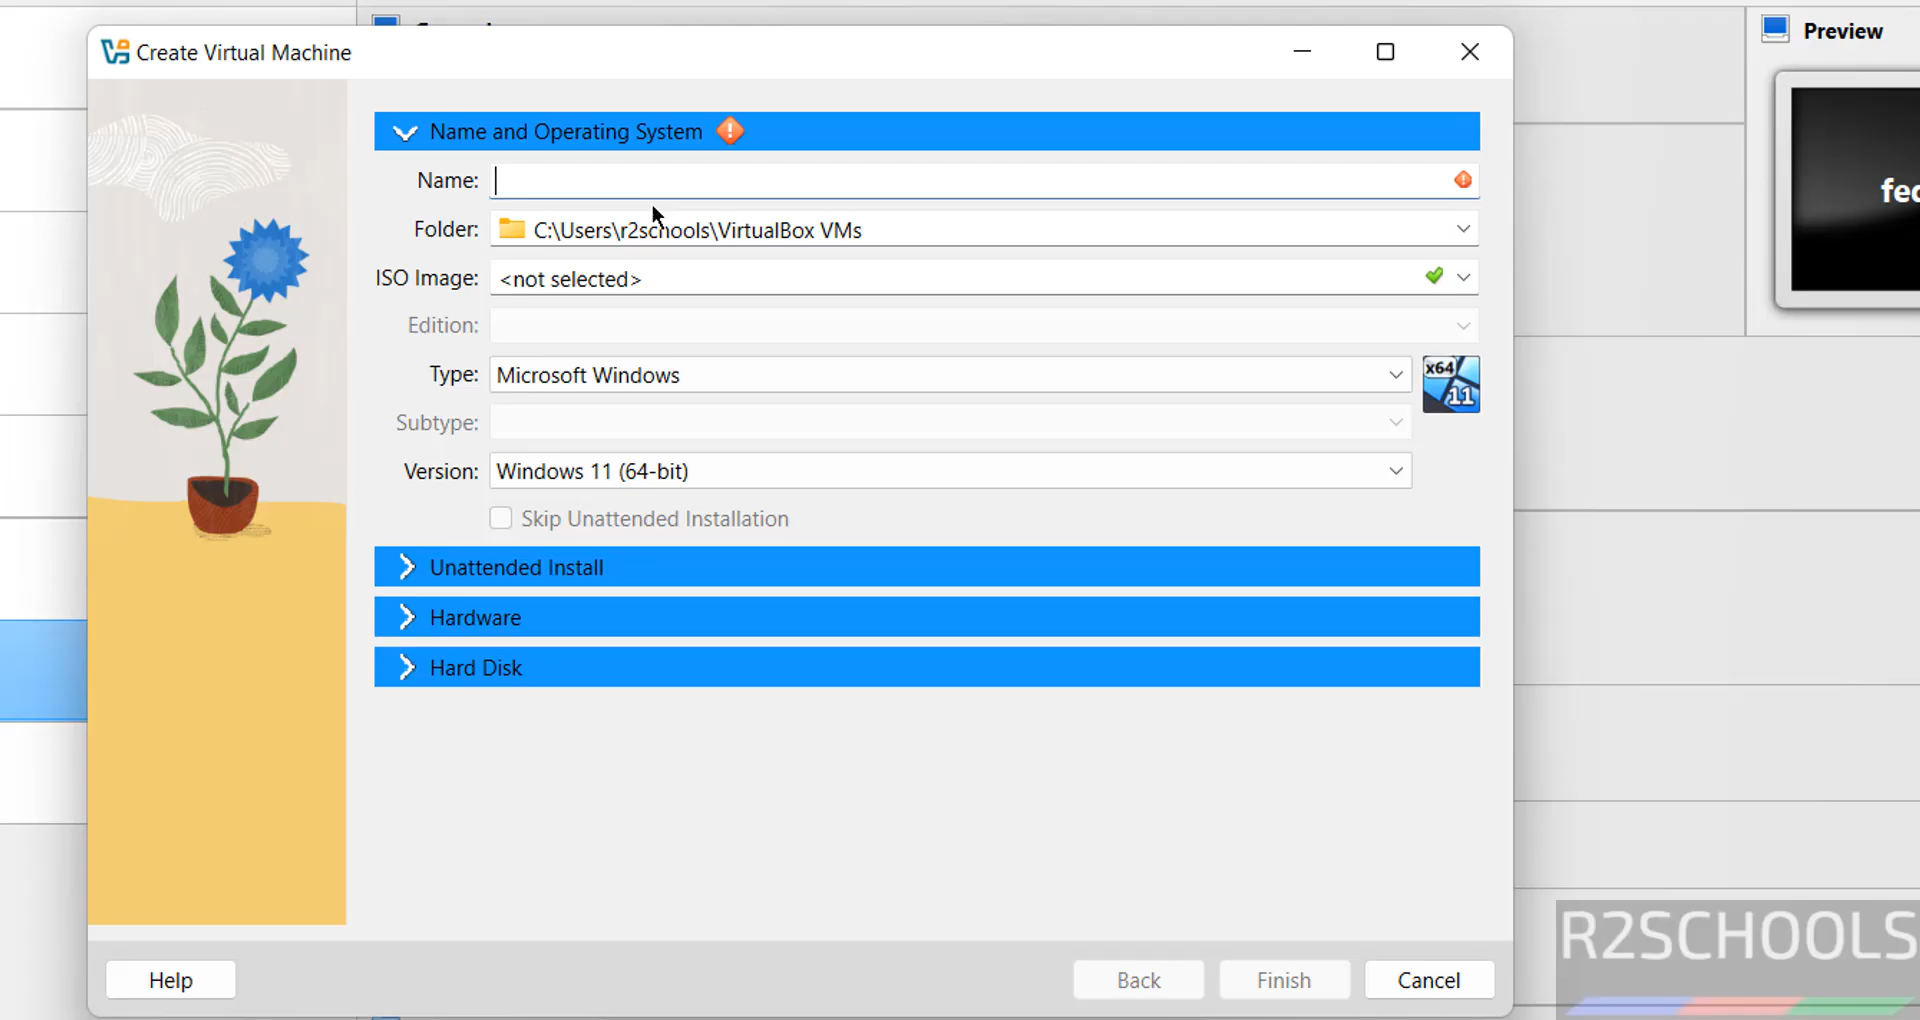 Create Virtual Machine
Preview
Name and Operating System
Name:
Folder: C:\Users\r2schools\VirtualBox VMs
ISO Image: <not selected>
Edition:
Type: Microsoft Windows
x64
11
Subtype:
Version: Windows 11 (64-bit)
Skip Unattended Installation
Unattended Install
Hardware
Hard Disk
Help
Back
Finish
Cancel
R2SCHOOLS